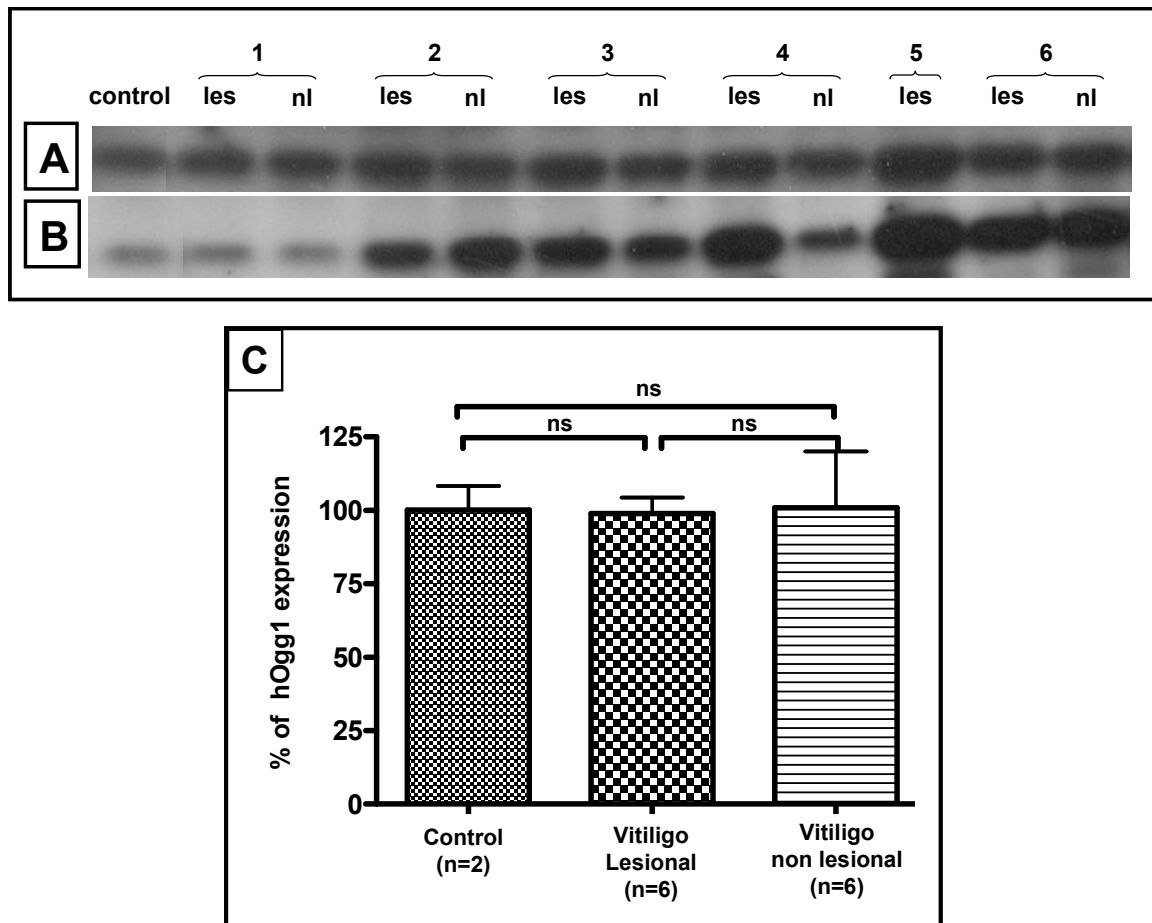 1 2 3 4 5 6
control les nl les nl les nl les nl les les nl
A
B
C
ns
ns ns
125
100
75
50
25
0
% of hOgg1 expression
Control
(n=2)
Vitiligo
Lesional
(n=6)
Vitiligo
non lesional
(n=6)